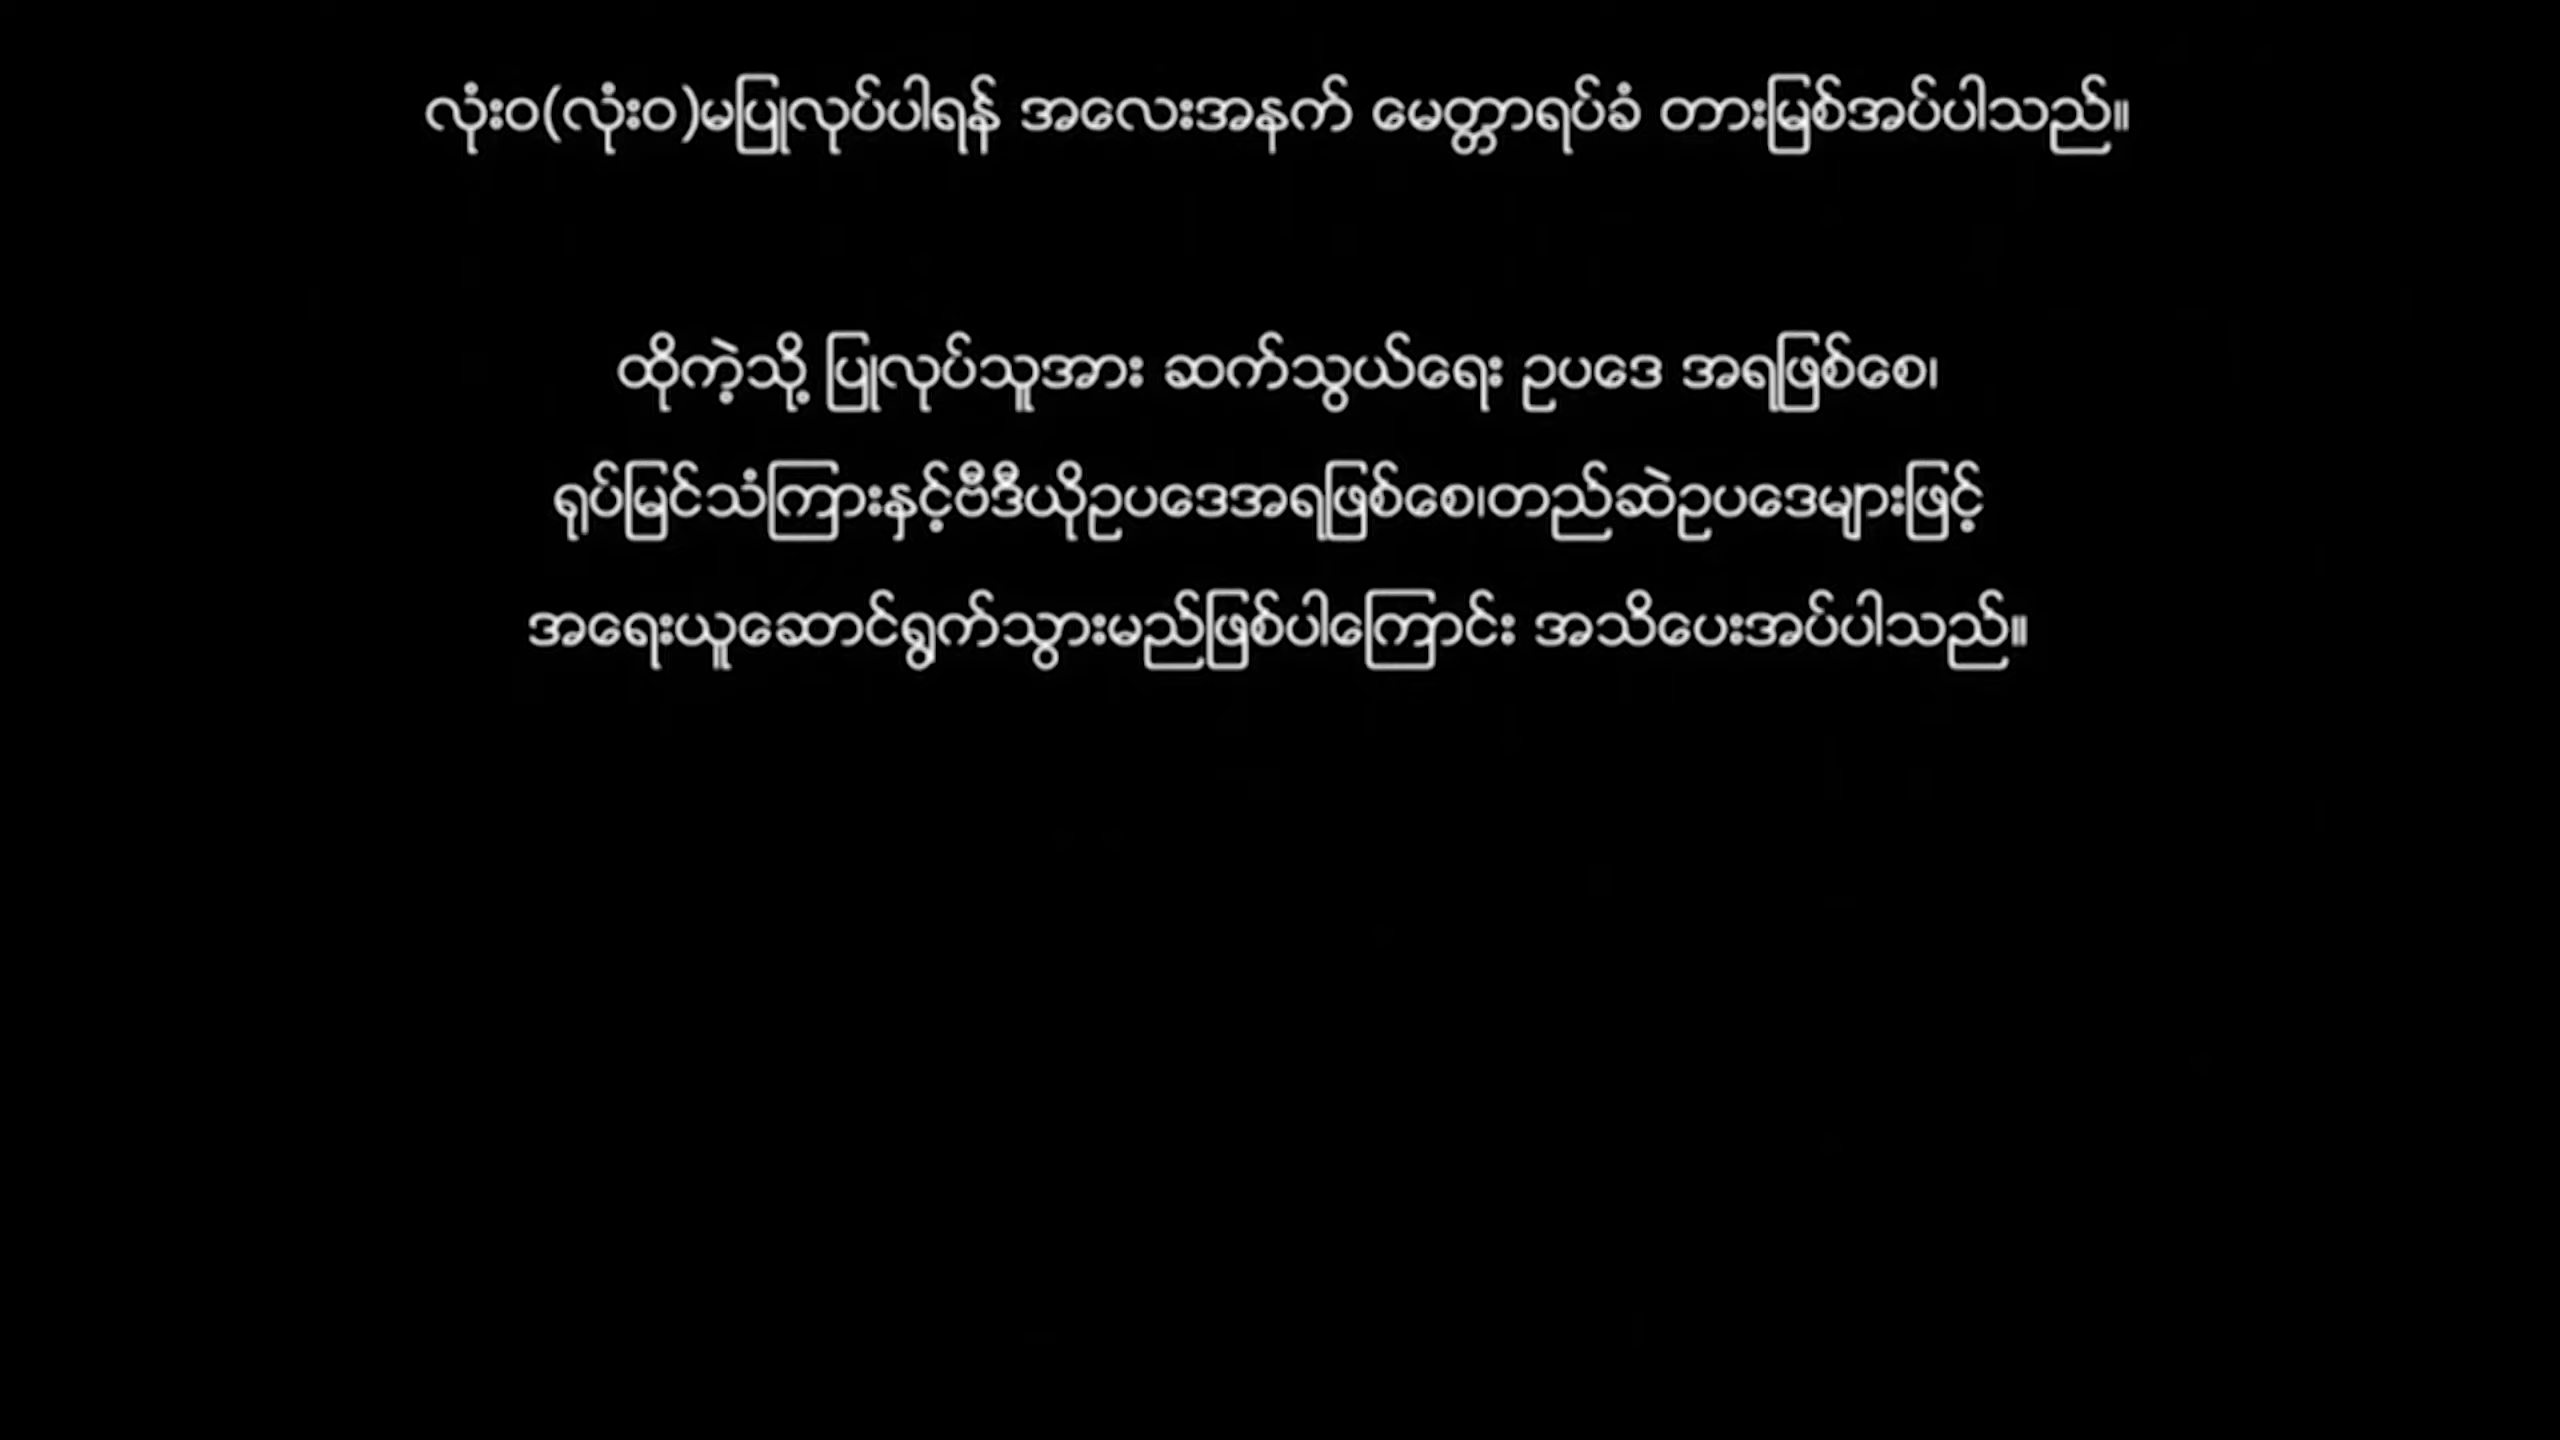 လုံးဝ(လုံးဝ)မပြုလုပ်ပါရန် အလေးအနက် မေတ္တာရပ်ခံ တားမြစ်အပ်ပါသည်။
ထိုကဲ့သို့ ပြုလုပ်သူအား ဆက်သွယ်ရေး ဥပဒေ အရဖြစ်စေ၊
ရုပ်မြင်သံကြားနှင့်ဗီဒီယိုဥပဒေအရဖြစ်စေ၊တည်ဆဲဥပဒေများဖြင့်
အရေးယူဆောင်ရွက်သွားမည်ဖြစ်ပါကြောင်း အသိပေးအပ်ပါသည်။